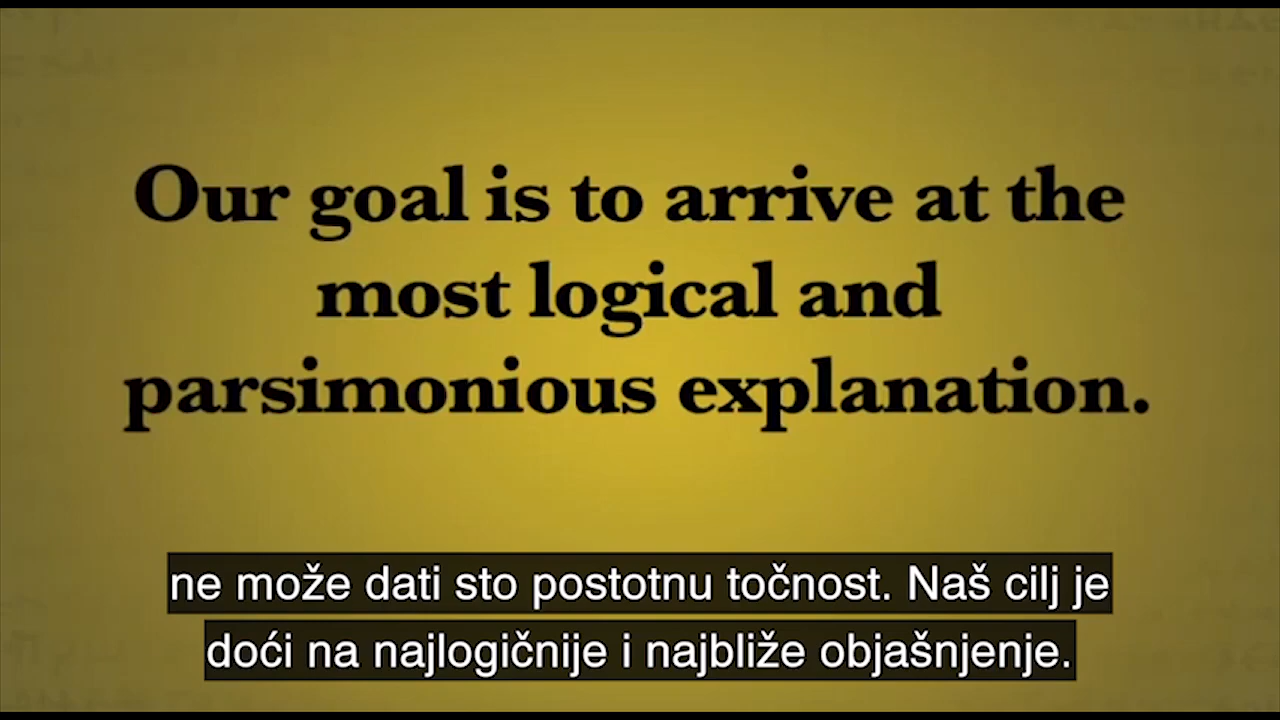 Our goal is to arrive at the
most logical and
parsimonious explanation.
ne može dati sto postotnu točnost. Naš cilj je
doći na najlogičnije i najbliže objašnjenje.